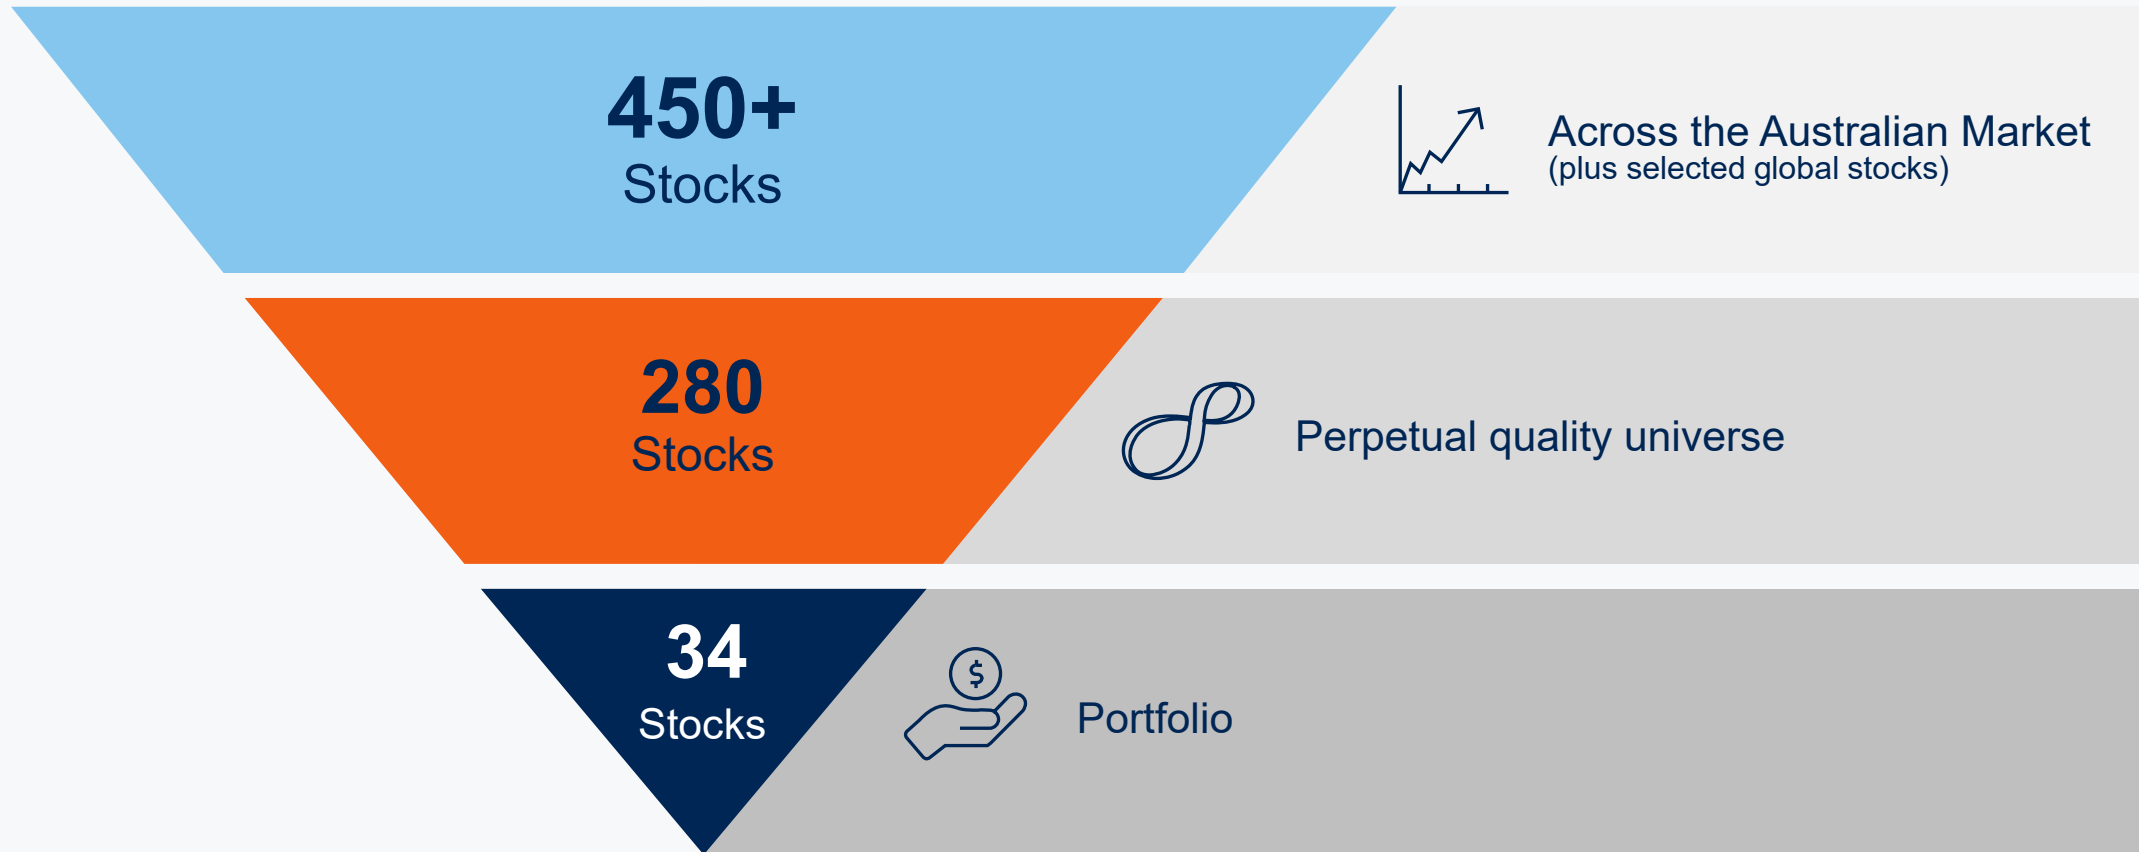 450+
Stocks
Across the Australian Market
(plus selected global stocks)
280
Stocks
Perpetual quality universe
34
Stocks
$
Portfolio